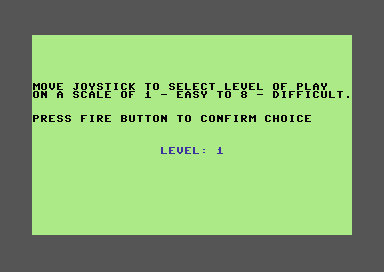 MOVE JOYSTICK TO SELECT LEVEL OF PLAY
ON A SCALE OF 1 - EASY TO 8 - DIFFICULT.
PRESS FIRE BUTTON TO CONFIRM CHOICE
LEVEL: 1